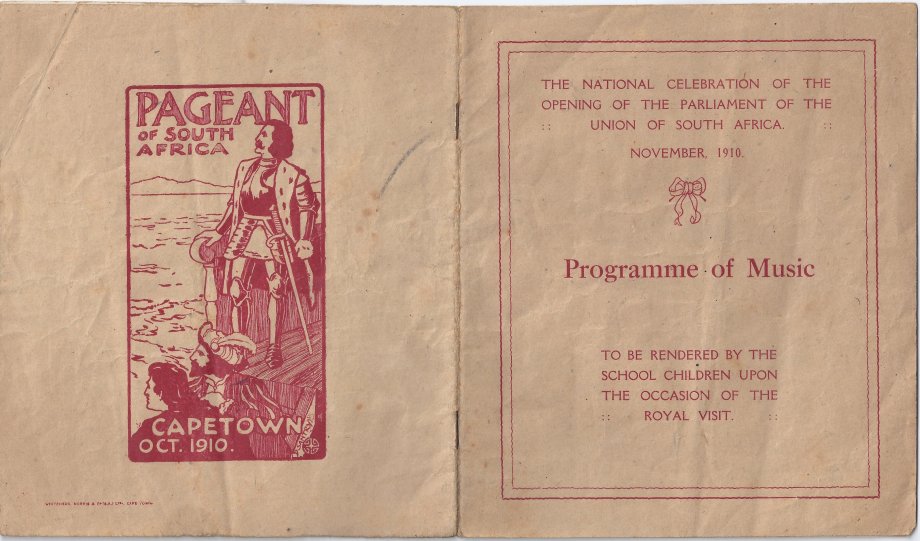 PAGEANT
OF SOUTH
AFRICA
CAPETOWN
OCT. 1910.
CAPE TOWN.
THE NATIONAL CELEBRATION OF THE
OPENING OF THE PARLIAMENT OF THE
:: UNION OF SOUTH AFRICA. ::
NOVEMBER, 1910.
Programme of Music
TO BE RENDERED BY THE
SCHOOL CHILDREN UPON
THE OCCASION OF THE
:: ROYAL VISIT. ::